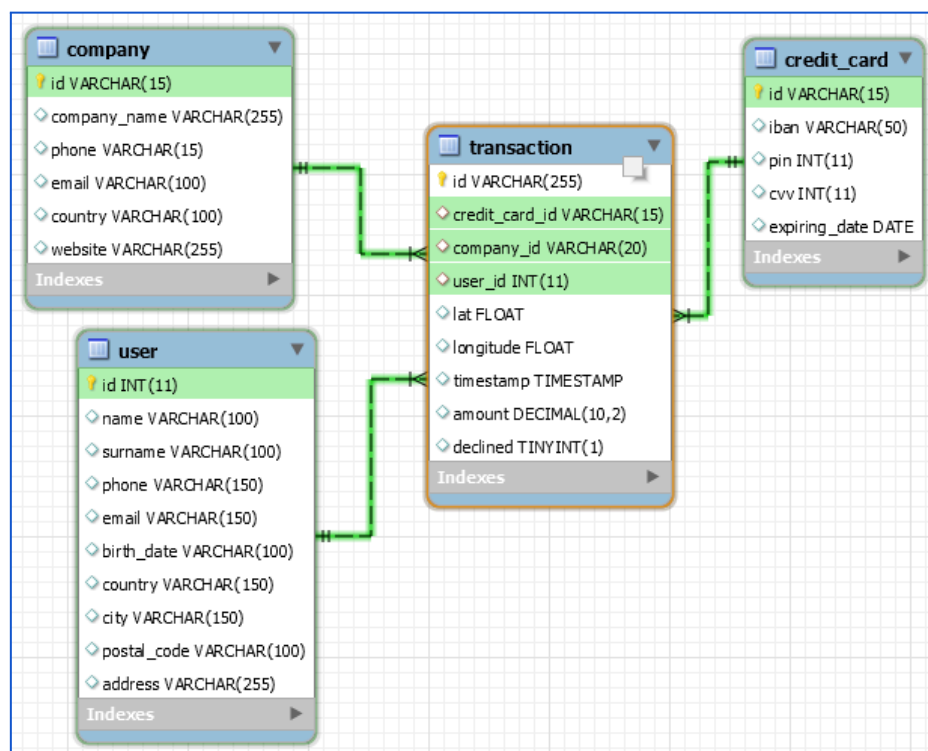 company
id VARCHAR(15)
company_name VARCHAR(255)
phone VARCHAR(15)
email VARCHAR(100)
country VARCHAR(100)
website VARCHAR(255)
Indexes
user
id INT(11)
name VARCHAR(100)
surname VARCHAR(100)
phone VARCHAR(150)
email VARCHAR(150)
birth_date VARCHAR(100)
country VARCHAR(150)
city VARCHAR(150)
postal_code VARCHAR(100)
address VARCHAR(255)
Indexes
transaction
id VARCHAR(255)
credit_card_id VARCHAR(15)
company_id VARCHAR(20)
user_id INT(11)
lat FLOAT
longitude FLOAT
timestamp TIMESTAMP
amount DECIMAL(10,2)
declined TINYINT(1)
Indexes
credit_card
id VARCHAR(15)
iban VARCHAR(50)
pin INT(11)
cvv INT(11)
expiring_date DATE
Indexes